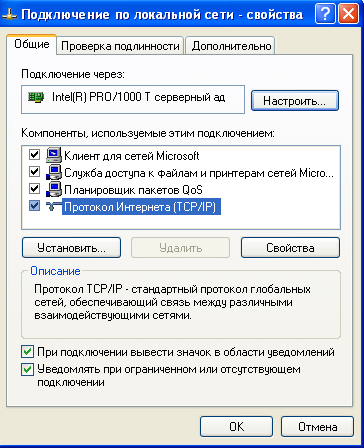 Подключение по локальной сети - свойства
Общие Проверка подлинности Дополнительно
Подключение через:
Intel(R) PRO/1000 T серверный ад Настроить...
Компоненты, используемые этим подключением:
Клиент для сетей Microsoft
Служба доступа к файлам и принтерам сетей Micro...
Планировщик пакетов QoS
Протокол Интернета (TCP/IP)
Установить... Удалить Свойства
Описание
Протокол TCP/IP - стандартный протокол глобальных
сетей, обеспечивающий связь между различными
взаимодействующими сетями.
При подключении вывести значок в области уведомлений
Уведомлять при ограниченном или отсутствующем
подключении
OK Отмена